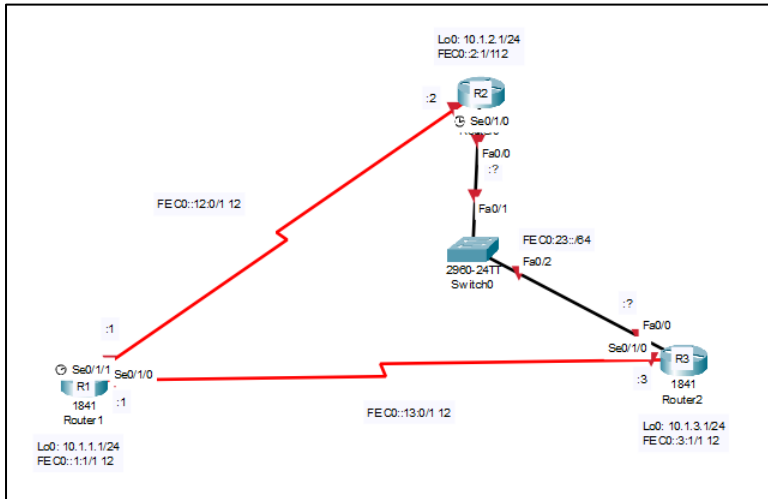 Lo0: 10.1.2.1/24
FEC0::2:1/112
R2
:2
Se0/1/0
Fa0/0
:?
FEC0::12:0/1 12
Fa0/1
FEC0:23::/64
2960-24TT
Switch0
Fa0/2
:?
:1
Fa0/0
Se0/1/1
Se0/1/0
Se0/1/0
R3
R1
:1
:3
1841
Router2
1841
Router1
FEC0::13:0/1 12
Lo0: 10.1.1.1/24
FEC0::1:1/1 12
Lo0: 10.1.3.1/24
FEC0::3:1/1 12